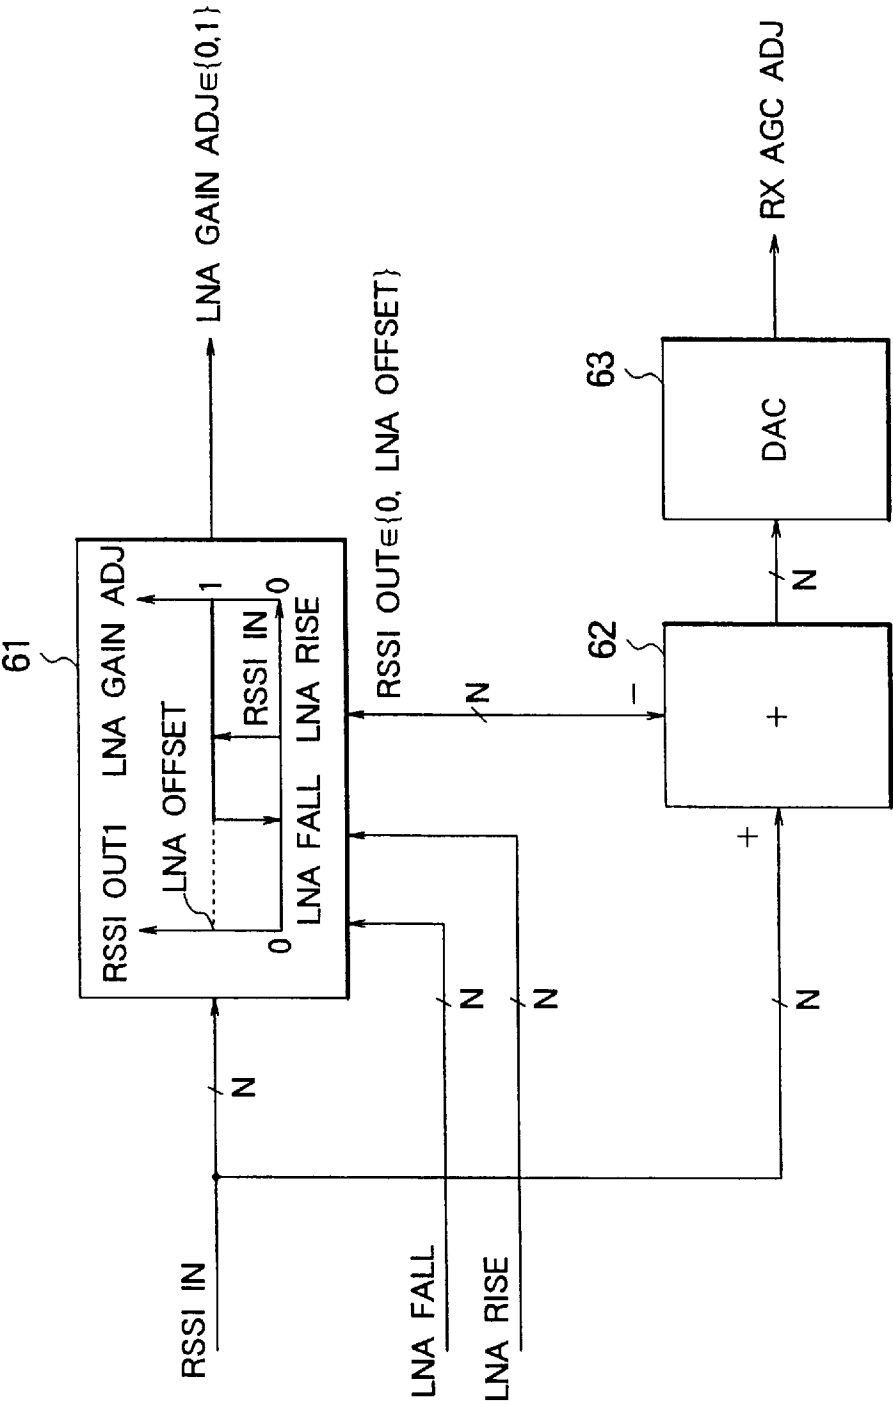 61
RSSI OUT1 LNA GAIN ADJ
LNA OFFSET
1
RSSI IN
0
0
LNA FALL LNA RISE
LNA GAIN ADJ∈{0,1}
RSSI IN
N
LNA FALL
N
LNA RISE
N
RSSI OUT∈{0, LNA OFFSET}
N
−
+
N
62
+
N
63
DAC
RX AGC ADJ